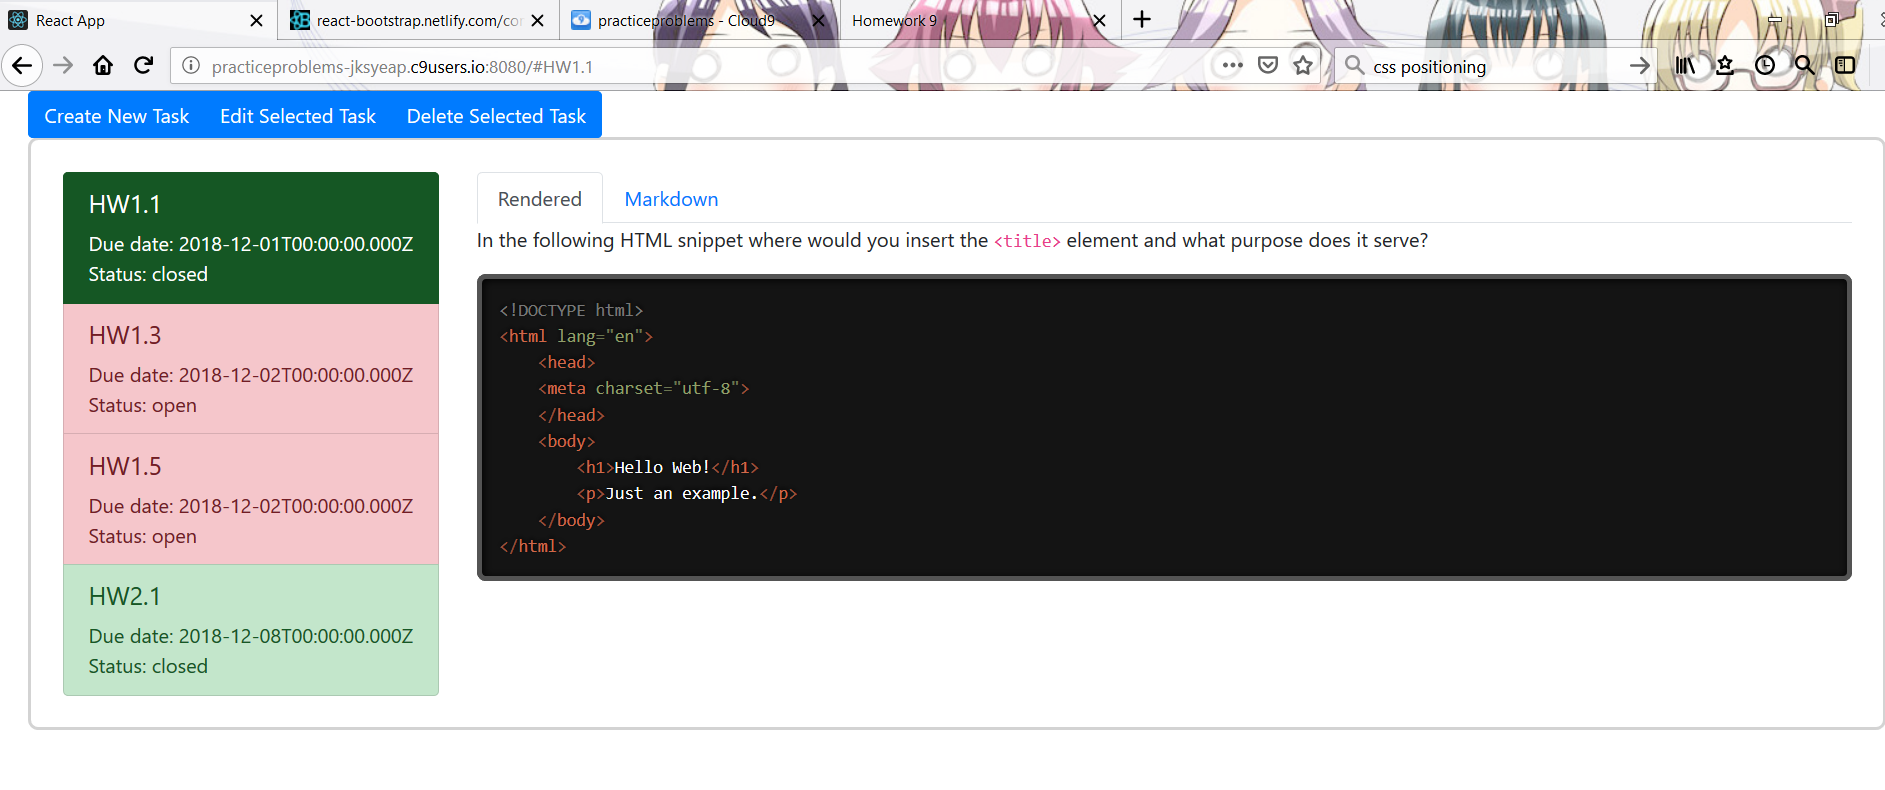 React App
react-bootstrap.netlify.com/co
practiceproblems - Cloud9
Homework 9
practiceproblems-jksyeap.c9users.io:8080/#HW1.1
css positioning
Create New Task Edit Selected Task Delete Selected Task
HW1.1
Due date: 2018-12-01T00:00:00.000Z
Status: closed
HW1.3
Due date: 2018-12-02T00:00:00.000Z
Status: open
HW1.5
Due date: 2018-12-02T00:00:00.000Z
Status: open
HW2.1
Due date: 2018-12-08T00:00:00.000Z
Status: closed
Rendered Markdown
In the following HTML snippet where would you insert the <title> element and what purpose does it serve?
<!DOCTYPE html>
<html lang="en">
    <head>
    <meta charset="utf-8">
    </head>
    <body>
        <h1>Hello Web!</h1>
        <p>Just an example.</p>
    </body>
</html>